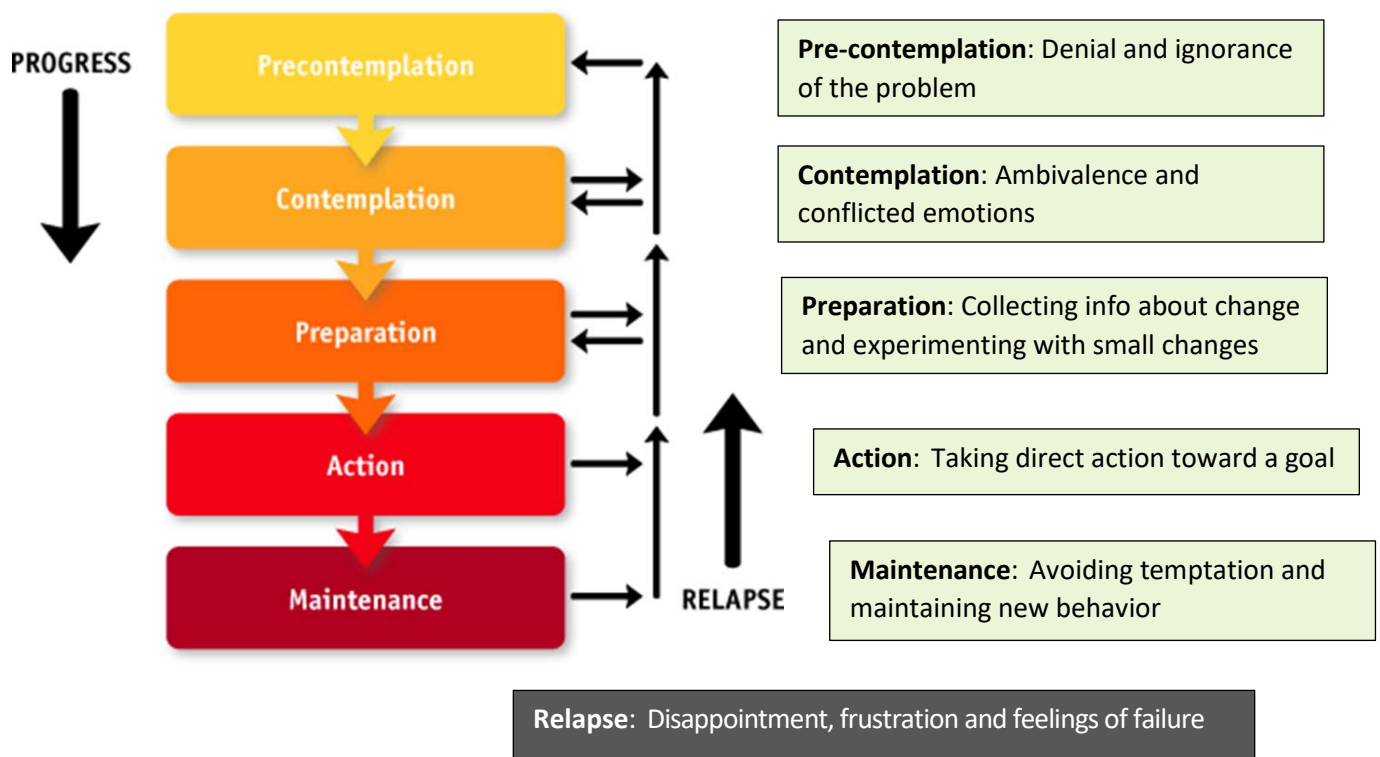 PROGRESS
Precontemplation
Pre-contemplation: Denial and ignorance
of the problem
Contemplation
Contemplation: Ambivalence and
conflicted emotions
Preparation
Preparation: Collecting info about change
and experimenting with small changes
Action
Action: Taking direct action toward a goal
Maintenance
RELAPSE
Maintenance: Avoiding temptation and
maintaining new behavior
Relapse: Disappointment, frustration and feelings of failure